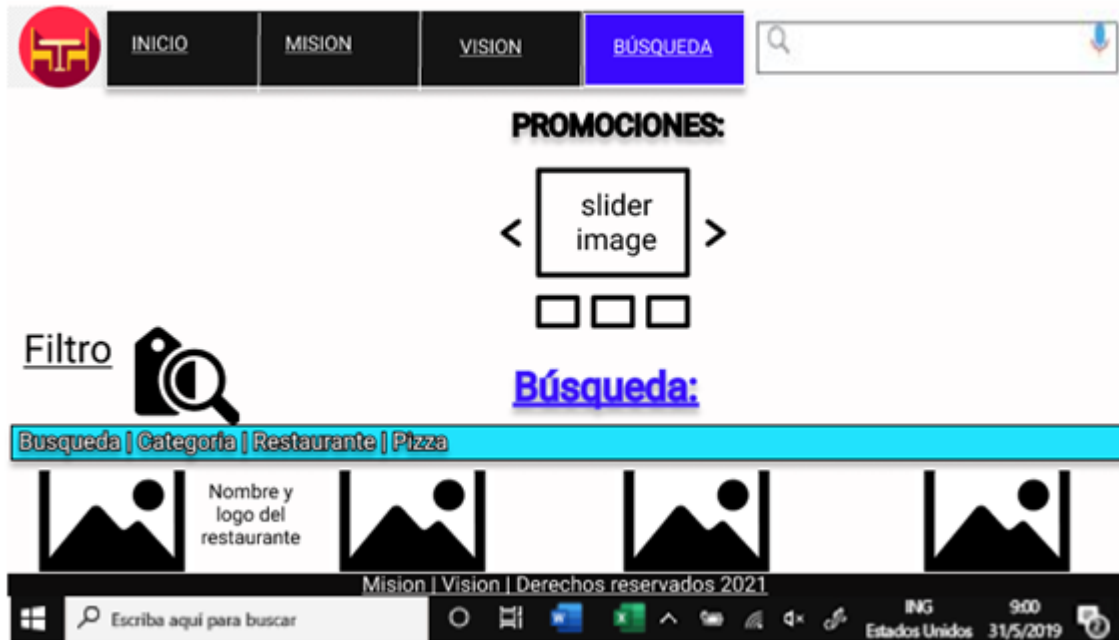 INICIO
MISION
VISION
BÚSQUEDA
PROMOCIONES:
slider
image
Filtro
Búsqueda:
Busqueda | Categoria | Restaurante | Pizza
Nombre y
logo del
restaurante
Mision | Vision | Derechos reservados 2021
Escriba aquí para buscar
ING
Estados Unidos
9:00
31/5/2019
2